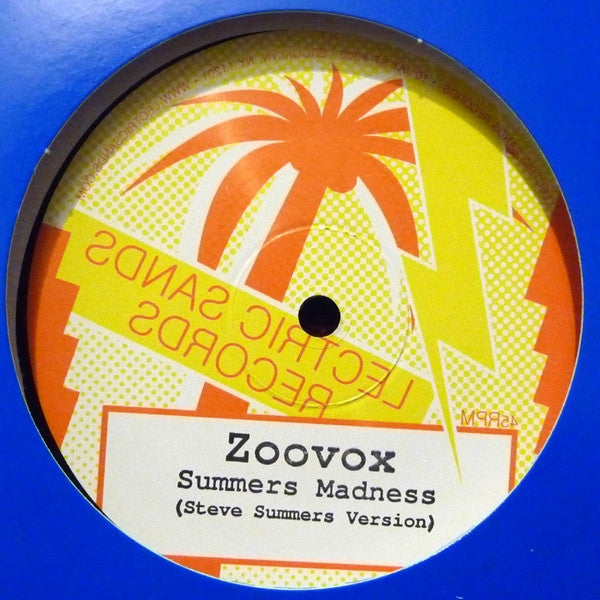 LECTRIC SANDS
RECORDS
45RPM
Zoovox
Summers Madness
(Steve Summers Version)